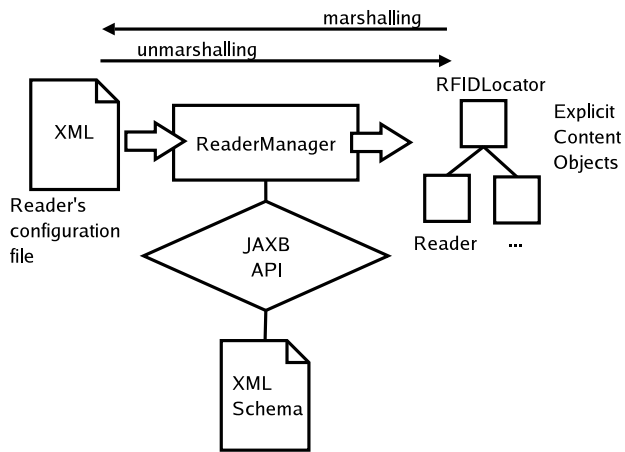 marshalling
unmarshalling
RFIDLocator
XML
ReaderManager
Explicit
Content
Objects
Reader's
configuration
file
Reader
...
JAXB
API
XML
Schema